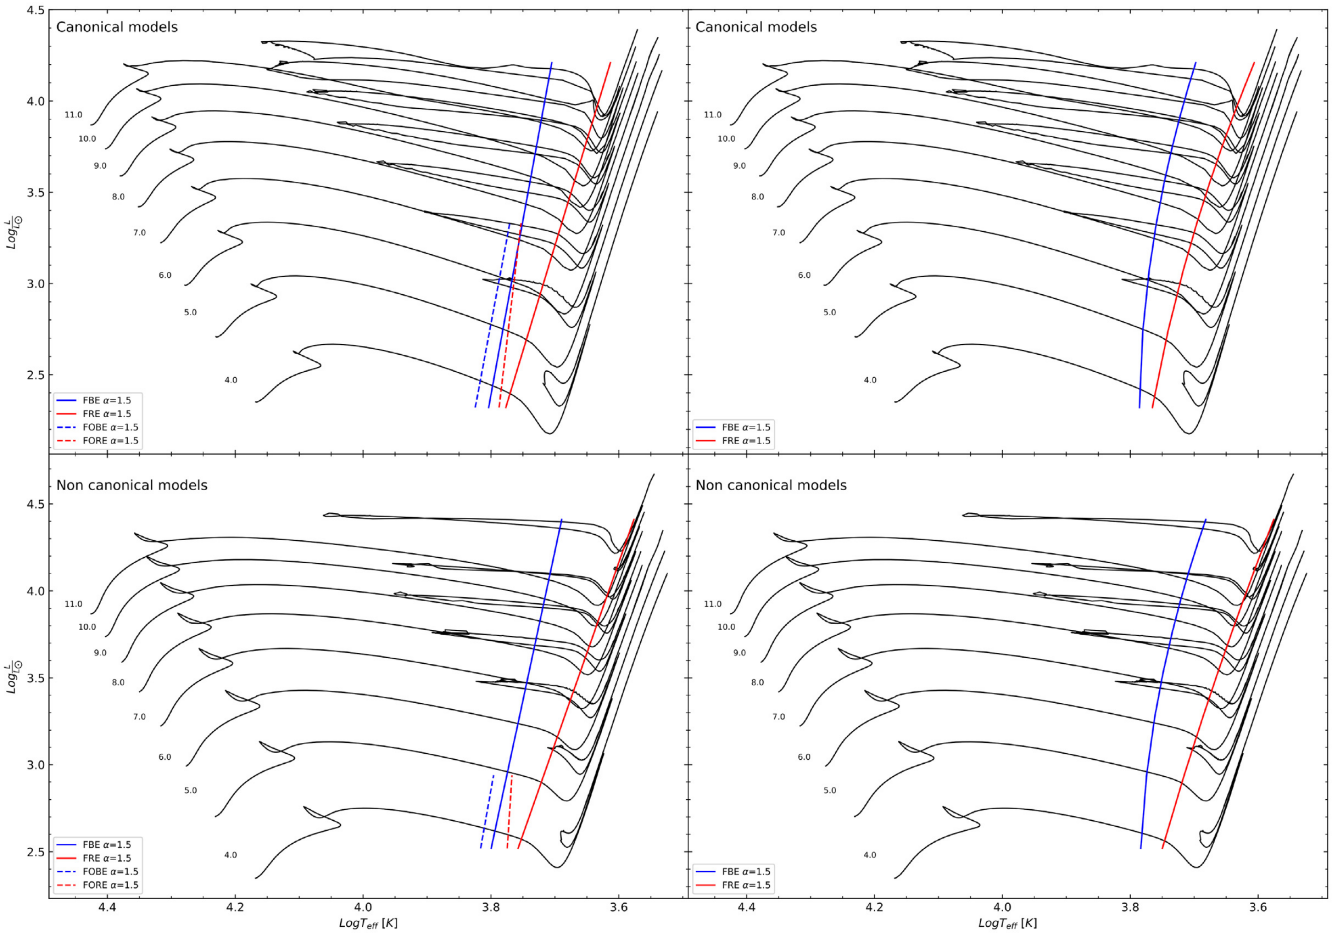 Canonical models
4.5
4.0
3.5
3.0
2.5
Log L/L⊙
11.0
10.0
9.0
8.0
7.0
6.0
5.0
4.0
FBE α=1.5
FRE α=1.5
FOBE α=1.5
FORE α=1.5
Canonical models
11.0
10.0
9.0
8.0
7.0
6.0
5.0
4.0
FBE α=1.5
FRE α=1.5
Non canonical models
4.5
4.0
3.5
3.0
2.5
Log L/L⊙
11.0
10.0
9.0
8.0
7.0
6.0
5.0
4.0
FBE α=1.5
FRE α=1.5
FOBE α=1.5
FORE α=1.5
4.4 4.2 4.0 3.8 3.6
LogTeff [K]
Non canonical models
11.0
10.0
9.0
8.0
7.0
6.0
5.0
4.0
FBE α=1.5
FRE α=1.5
4.4 4.2 4.0 3.8 3.6
LogTeff [K]